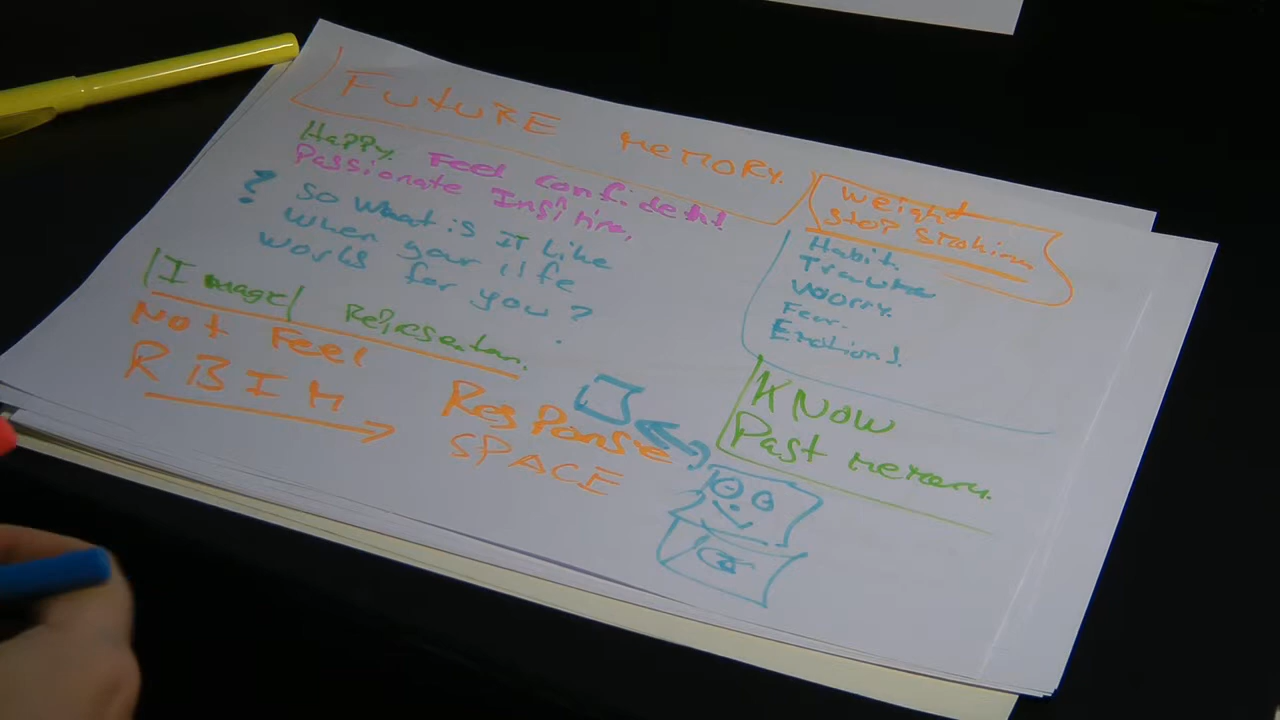 FUTURE MEMORY.
Happy. Feel Confident
Passionate Inspire,
? So what is IT Like
When your life
works for you?
Image Representan.
Not Feel
RBIM Response
SPACE
Weight
Stop Smoking
Habit.
Trauma
Worry.
Fear.
Emotions.
KNOW
Past Memory.